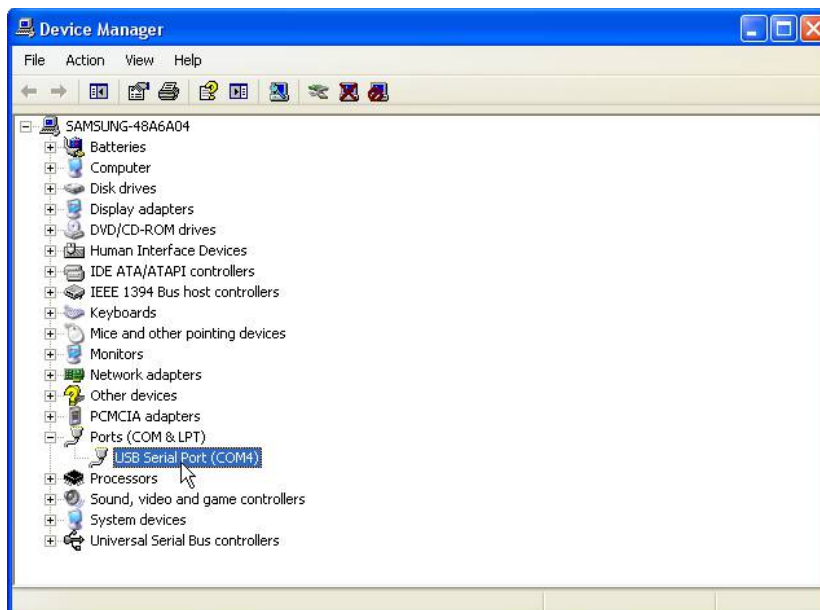 Device Manager
File Action View Help
SAMSUNG-48A6A04
Batteries
Computer
Disk drives
Display adapters
DVD/CD-ROM drives
Human Interface Devices
IDE ATA/ATAPI controllers
IEEE 1394 Bus host controllers
Keyboards
Mice and other pointing devices
Monitors
Network adapters
Other devices
PCMCIA adapters
Ports (COM & LPT)
USB Serial Port (COM4)
Processors
Sound, video and game controllers
System devices
Universal Serial Bus controllers